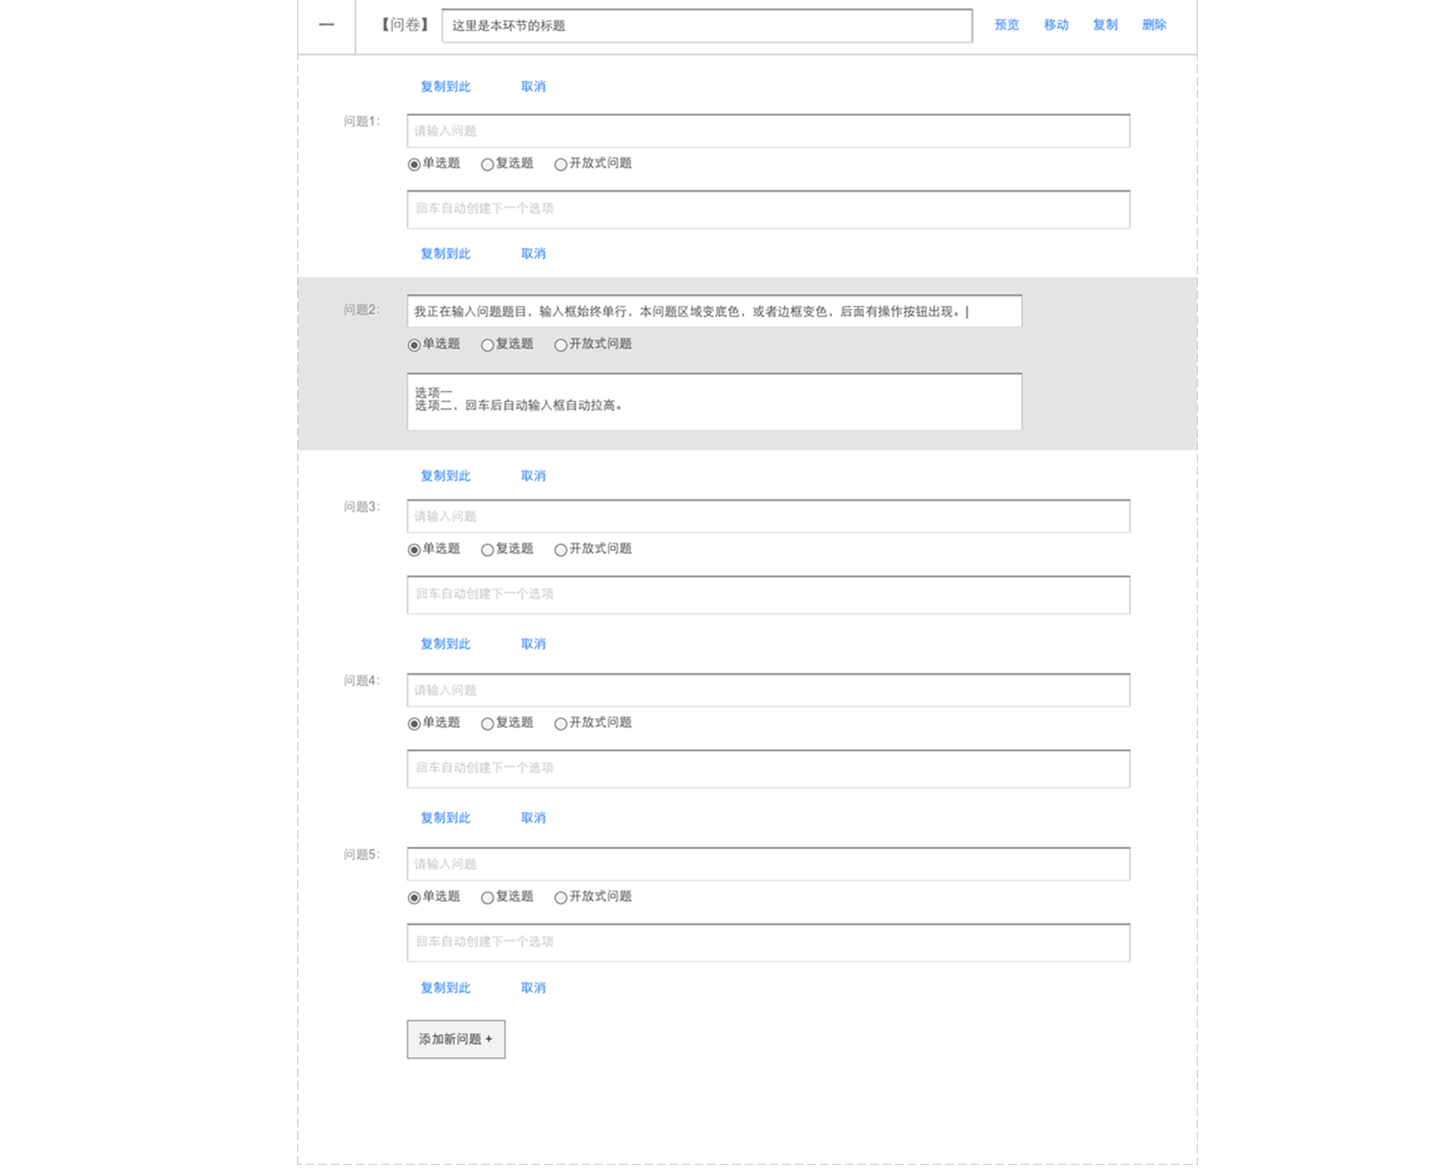 — 【问卷】 这里是本环节的标题 预览 移动 复制 删除
复制到此 取消
问题1：
请输入问题
单选题 复选题 开放式问题
回车自动创建下一个选项
复制到此 取消
问题2：
我正在输入问题题目，输入框始终单行，本问题区域变底色，或者边框变色，后面有操作按钮出现。|
单选题 复选题 开放式问题
选项一
选项二，回车后自动输入框自动拉高。
复制到此 取消
问题3：
请输入问题
单选题 复选题 开放式问题
回车自动创建下一个选项
复制到此 取消
问题4：
请输入问题
单选题 复选题 开放式问题
回车自动创建下一个选项
复制到此 取消
问题5：
请输入问题
单选题 复选题 开放式问题
回车自动创建下一个选项
复制到此 取消
添加新问题 +